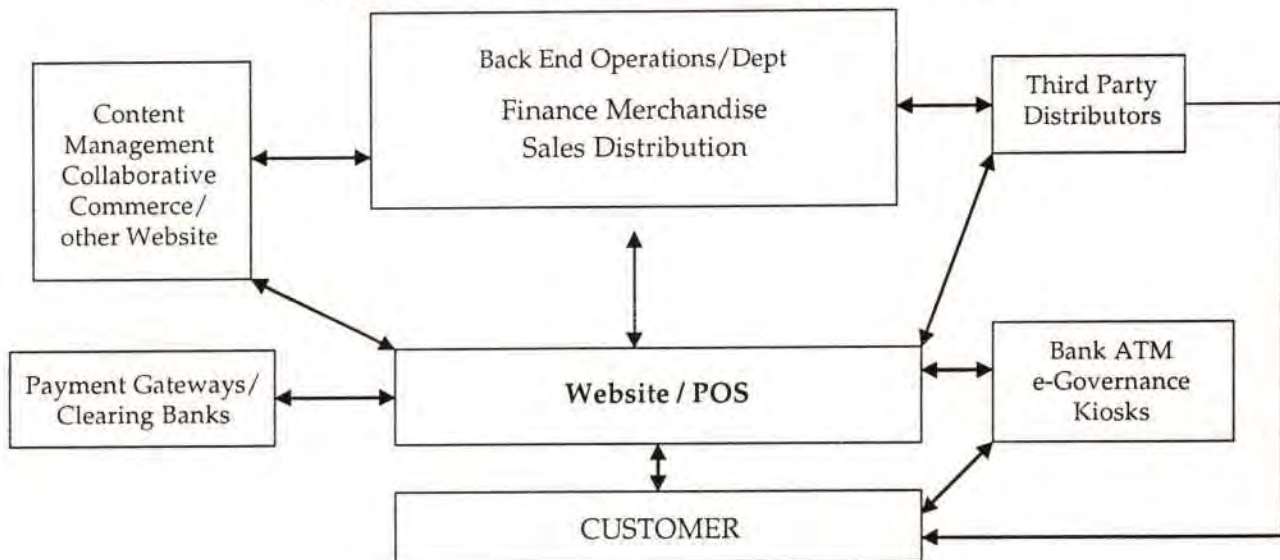 Back End Operations/Dept
Finance Merchandise
Sales Distribution
Content
Management
Collaborative
Commerce/
other Website
Third Party
Distributors
Payment Gateways/
Clearing Banks
Website / POS
Bank ATM
e-Governance
Kiosks
CUSTOMER